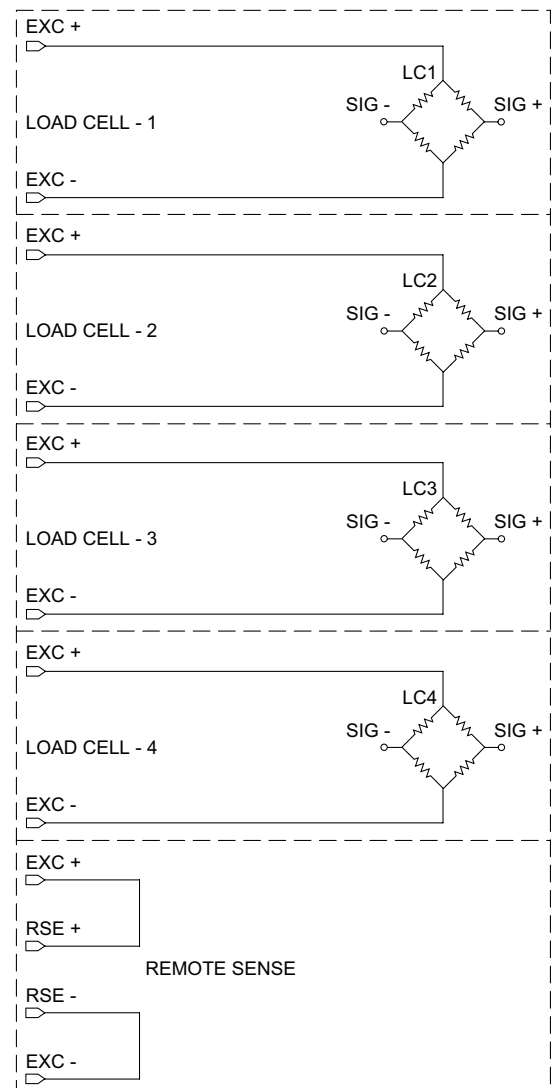 EXC +
LC1
SIG - SIG +
LOAD CELL - 1
EXC -
EXC +
LC2
SIG - SIG +
LOAD CELL - 2
EXC -
EXC +
LC3
SIG - SIG +
LOAD CELL - 3
EXC -
EXC +
LC4
SIG - SIG +
LOAD CELL - 4
EXC -
EXC +
RSE +
REMOTE SENSE
RSE -
EXC -